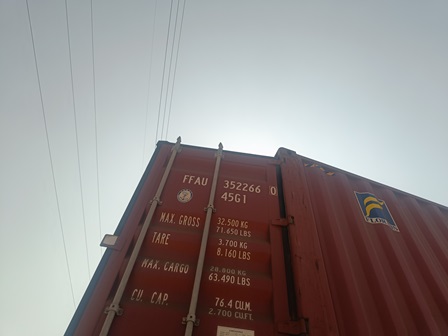 FFAU 352266 0
45G1
MAX. GROSS 32.500 KG
71.650 LBS
TARE 3.700 KG
8.160 LBS
MAX. CARGO 28.800 KG
63.490 LBS
CU. CAP. 76.4 CU.M.
2.700 CU.FT.